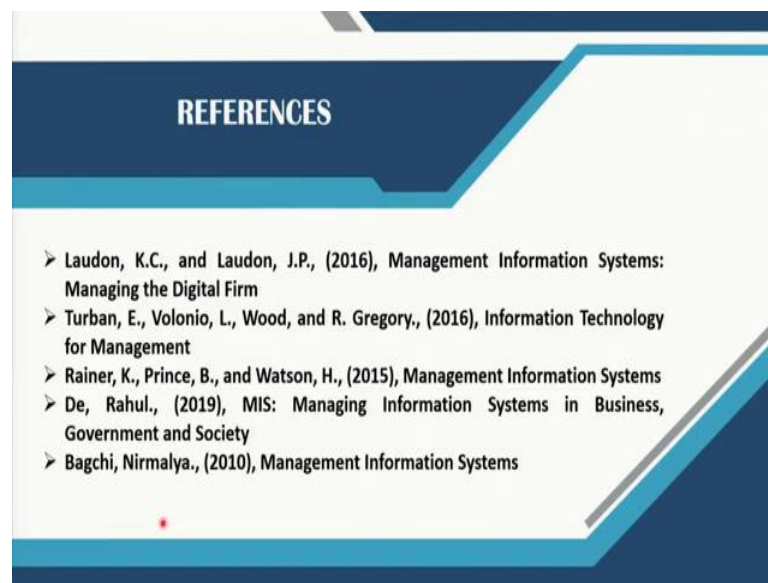 REFERENCES
➢ Laudon, K.C., and Laudon, J.P., (2016), Management Information Systems:
Managing the Digital Firm
➢ Turban, E., Volonio, L., Wood, and R. Gregory., (2016), Information Technology
for Management
➢ Rainer, K., Prince, B., and Watson, H., (2015), Management Information Systems
➢ De, Rahul., (2019), MIS: Managing Information Systems in Business,
Government and Society
➢ Bagchi, Nirmalya., (2010), Management Information Systems